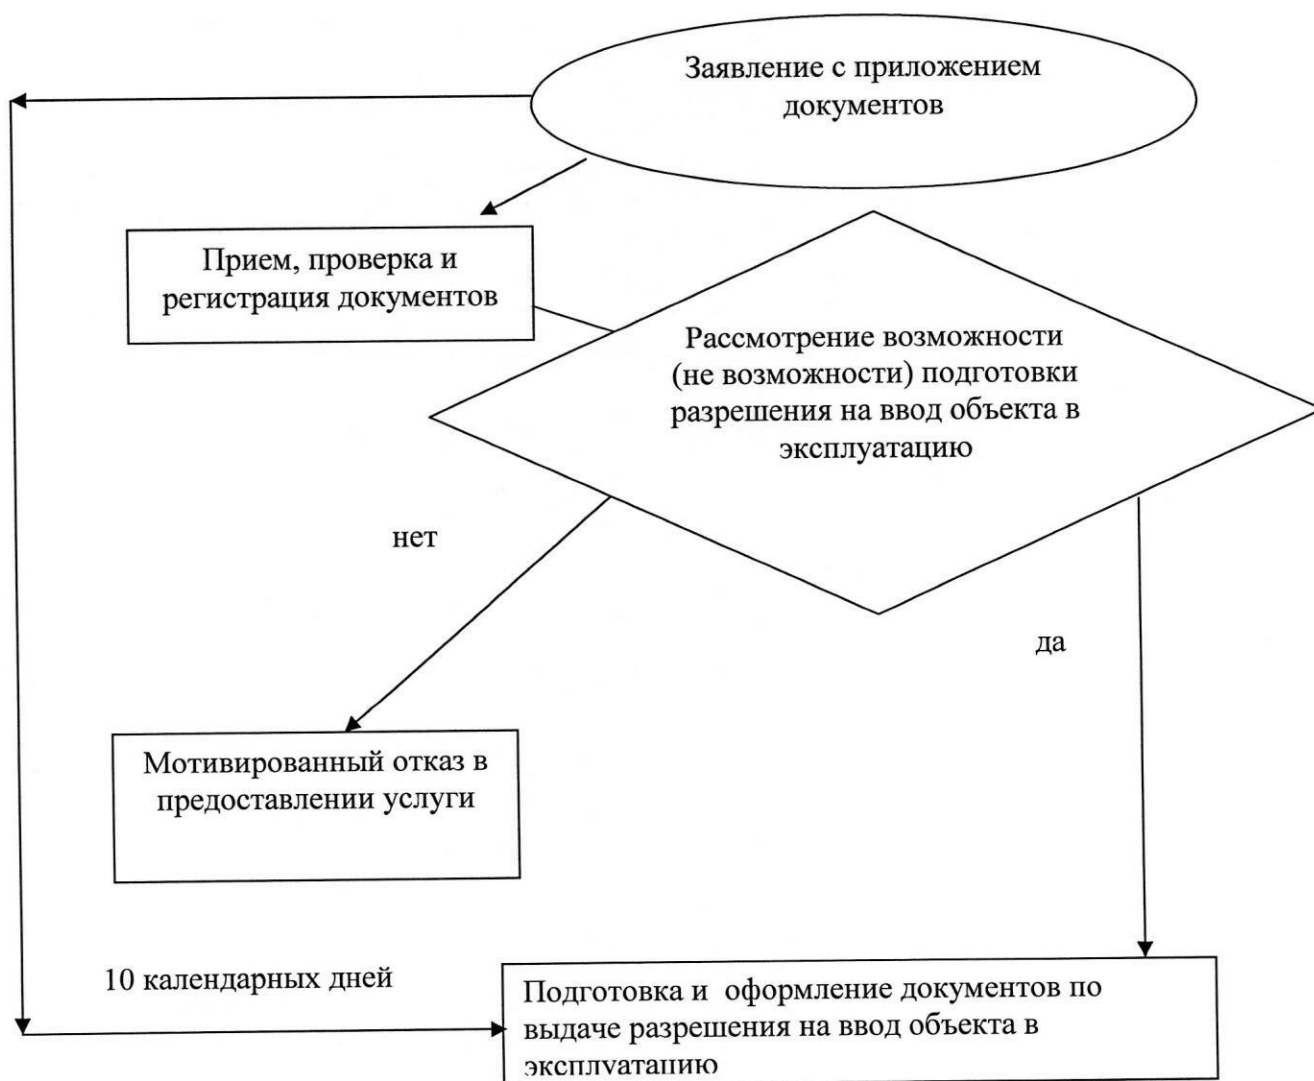 Заявление с приложением
документов
Прием, проверка и
регистрация документов
Рассмотрение возможности
(не возможности) подготовки
разрешения на ввод объекта в
эксплуатацию
нет
да
Мотивированный отказ в
предоставлении услуги
10 календарных дней
Подготовка и оформление документов по
выдаче разрешения на ввод объекта в
эксплуатацию